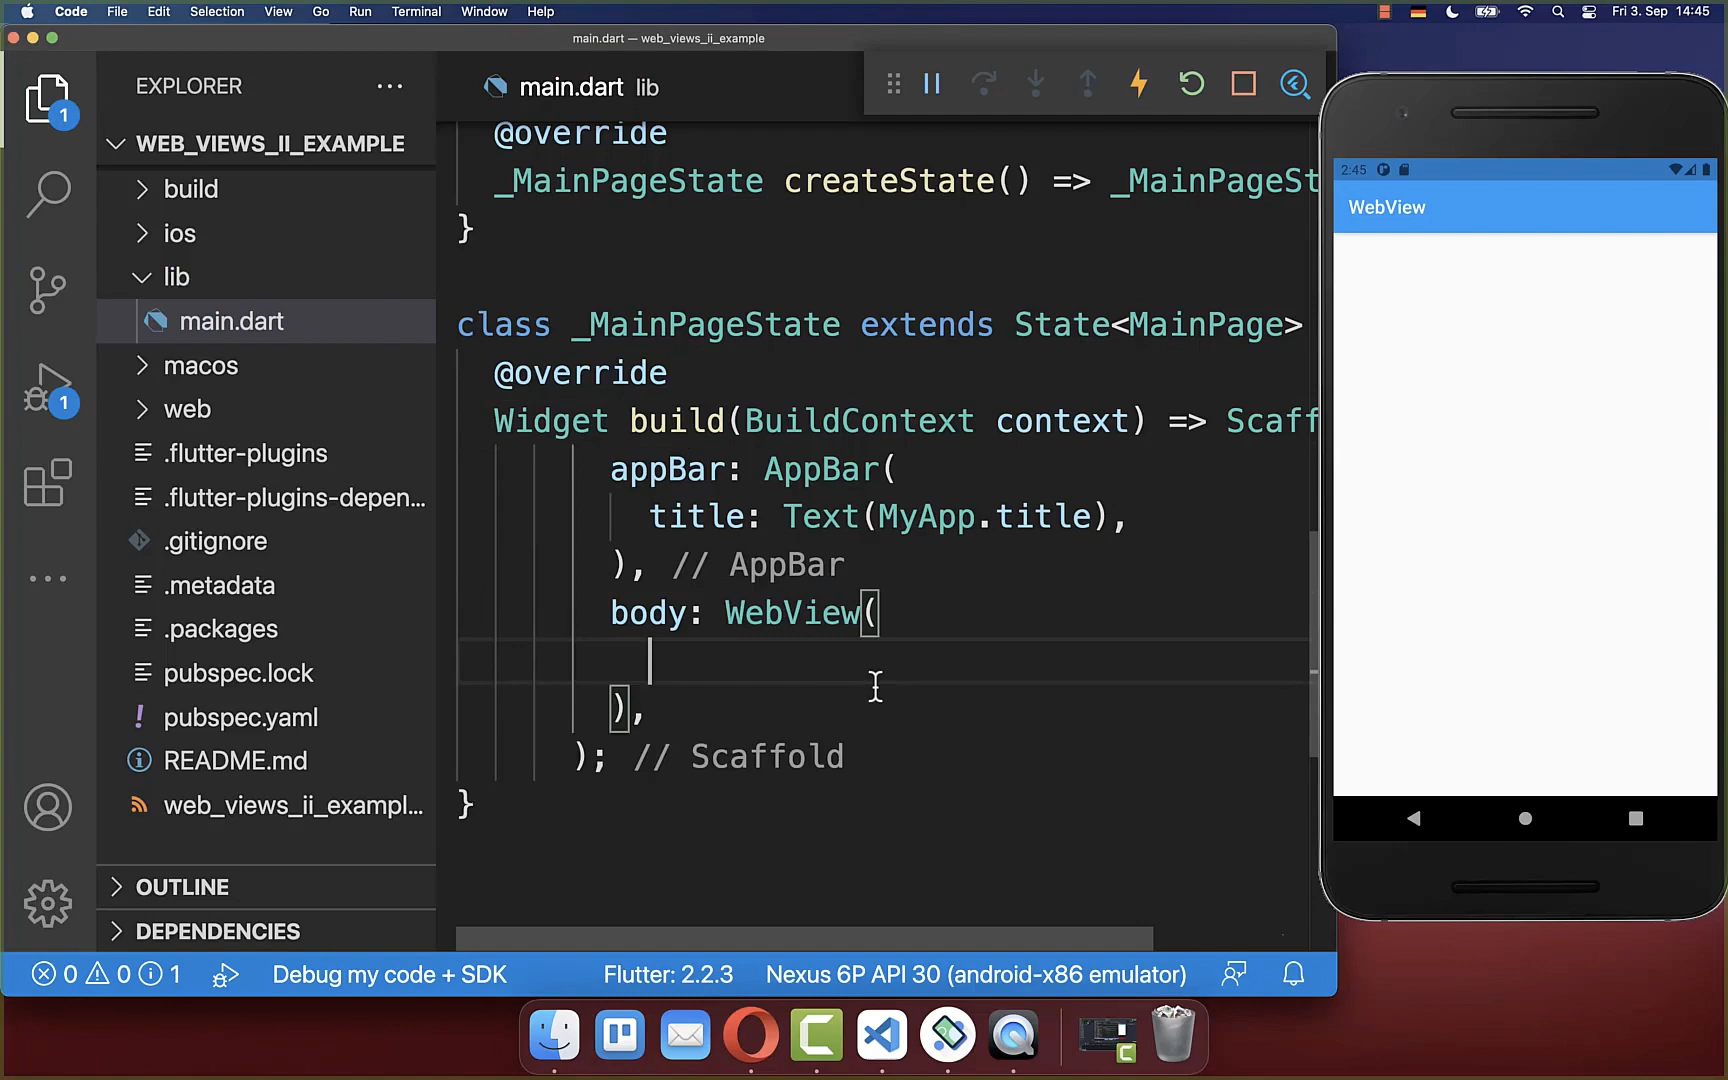 Code File Edit Selection View Go Run Terminal Window Help Fri 3. Sep 14:45
main.dart — web_views_ii_example
EXPLORER
1
WEB_VIEWS_II_EXAMPLE
build
ios
lib
main.dart
macos
web
1
.flutter-plugins
.flutter-plugins-depen...
.gitignore
.metadata
.packages
pubspec.lock
! pubspec.yaml
README.md
web_views_ii_exampl...
OUTLINE
DEPENDENCIES
main.dart lib
@override
_MainPageState createState() => _MainPageSt
}
class _MainPageState extends State<MainPage>
@override
Widget build(BuildContext context) => Scaff
appBar: AppBar(
title: Text(MyApp.title),
), // AppBar
body: WebView(
),
); // Scaffold
}
0 0 1 Debug my code + SDK Flutter: 2.2.3 Nexus 6P API 30 (android-x86 emulator)
2:45
WebView